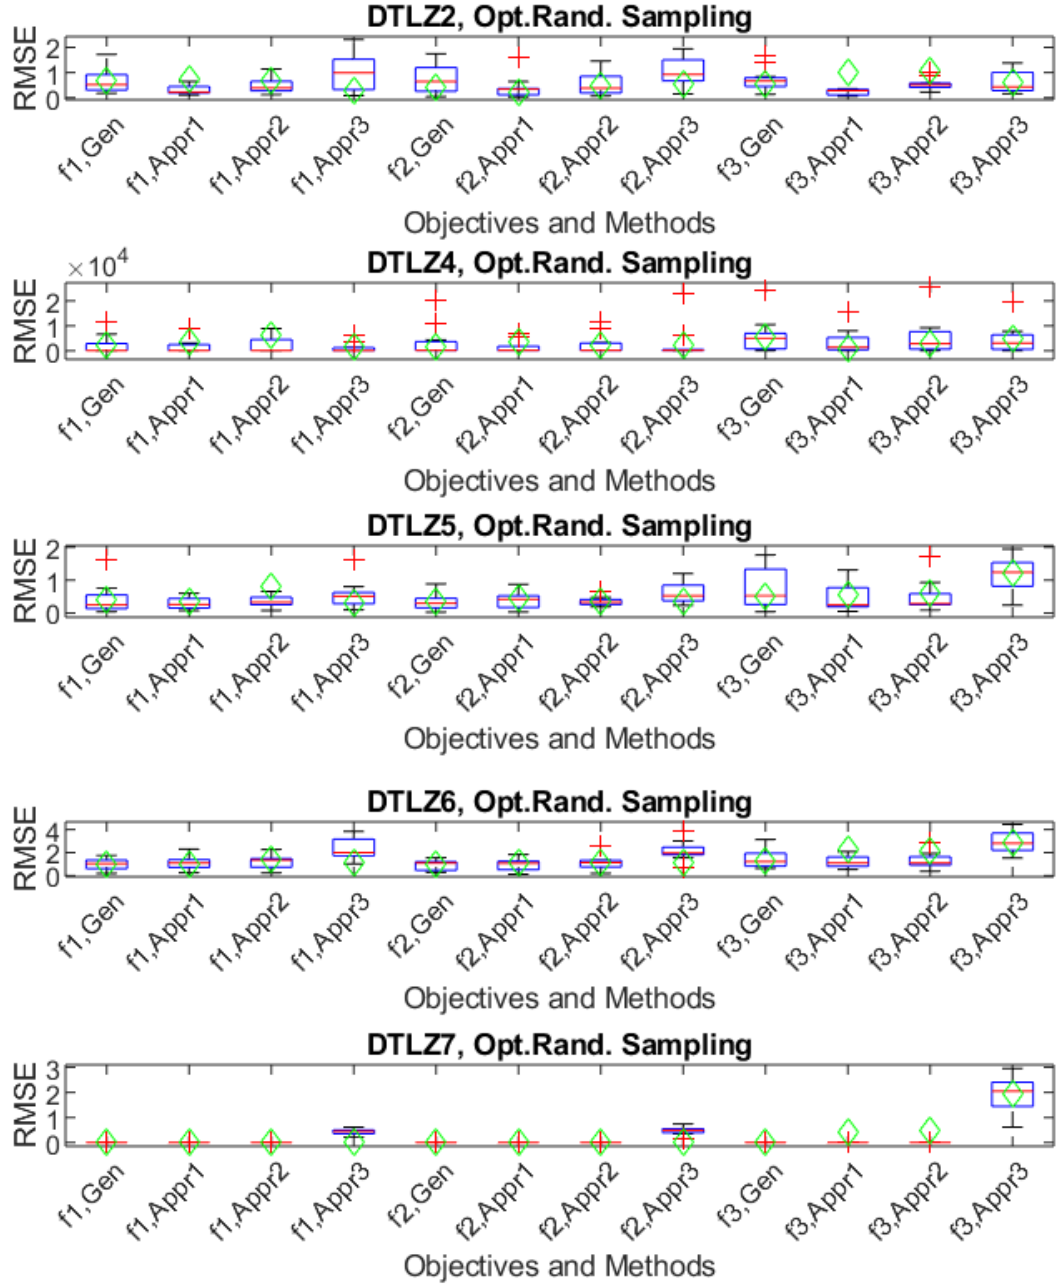 DTLZ2, Opt.Rand. Sampling
RMSE
2
1
0
f1,Gen f1,Appr1 f1,Appr2 f1,Appr3 f2,Gen f2,Appr1 f2,Appr2 f2,Appr3 f3,Gen f3,Appr1 f3,Appr2 f3,Appr3
Objectives and Methods
×10^4
DTLZ4, Opt.Rand. Sampling
RMSE
2
1
0
f1,Gen f1,Appr1 f1,Appr2 f1,Appr3 f2,Gen f2,Appr1 f2,Appr2 f2,Appr3 f3,Gen f3,Appr1 f3,Appr2 f3,Appr3
Objectives and Methods
DTLZ5, Opt.Rand. Sampling
RMSE
2
1
0
f1,Gen f1,Appr1 f1,Appr2 f1,Appr3 f2,Gen f2,Appr1 f2,Appr2 f2,Appr3 f3,Gen f3,Appr1 f3,Appr2 f3,Appr3
Objectives and Methods
DTLZ6, Opt.Rand. Sampling
RMSE
4
2
0
f1,Gen f1,Appr1 f1,Appr2 f1,Appr3 f2,Gen f2,Appr1 f2,Appr2 f2,Appr3 f3,Gen f3,Appr1 f3,Appr2 f3,Appr3
Objectives and Methods
DTLZ7, Opt.Rand. Sampling
RMSE
3
2
1
0
f1,Gen f1,Appr1 f1,Appr2 f1,Appr3 f2,Gen f2,Appr1 f2,Appr2 f2,Appr3 f3,Gen f3,Appr1 f3,Appr2 f3,Appr3
Objectives and Methods